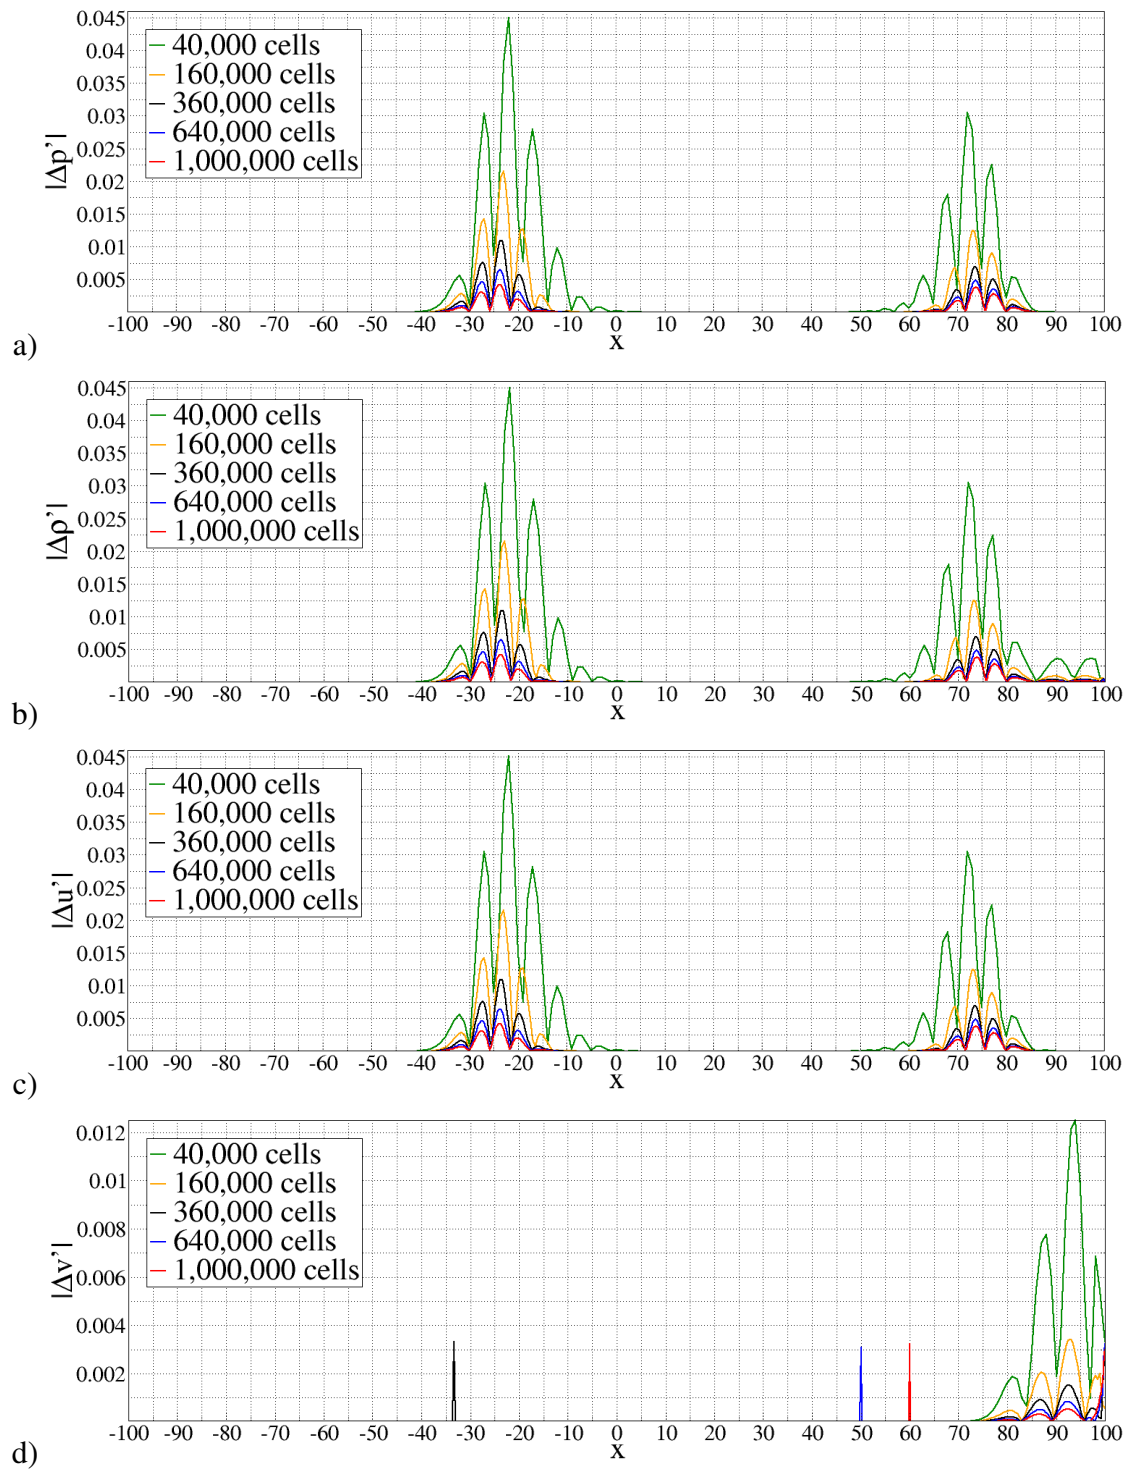 0.045
0.04
0.035
0.03
0.025
0.02
0.015
0.01
0.005
|Δp'|
40,000 cells
160,000 cells
360,000 cells
640,000 cells
1,000,000 cells
-100 -90 -80 -70 -60 -50 -40 -30 -20 -10 0 10 20 30 40 50 60 70 80 90 100
x
a)
0.045
0.04
0.035
0.03
0.025
0.02
0.015
0.01
0.005
|Δρ'|
40,000 cells
160,000 cells
360,000 cells
640,000 cells
1,000,000 cells
-100 -90 -80 -70 -60 -50 -40 -30 -20 -10 0 10 20 30 40 50 60 70 80 90 100
x
b)
0.045
0.04
0.035
0.03
0.025
0.02
0.015
0.01
0.005
|Δu'|
40,000 cells
160,000 cells
360,000 cells
640,000 cells
1,000,000 cells
-100 -90 -80 -70 -60 -50 -40 -30 -20 -10 0 10 20 30 40 50 60 70 80 90 100
x
c)
0.012
0.01
0.008
0.006
0.004
0.002
|Δv'|
40,000 cells
160,000 cells
360,000 cells
640,000 cells
1,000,000 cells
-100 -90 -80 -70 -60 -50 -40 -30 -20 -10 0 10 20 30 40 50 60 70 80 90 100
x
d)